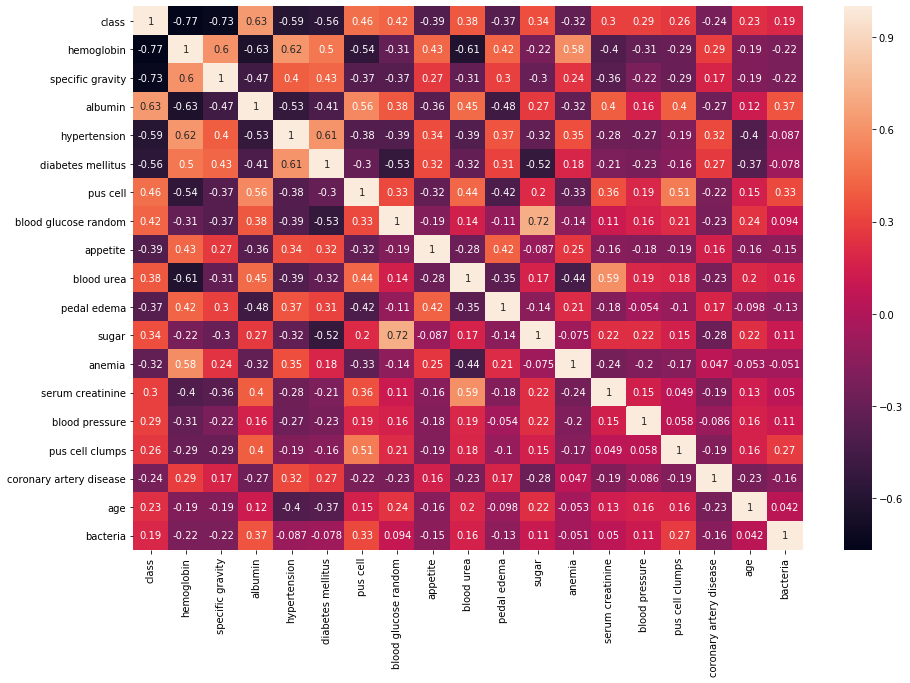 class 1 -0.77 -0.73 0.63 -0.59 -0.56 0.46 0.42 -0.39 0.38 -0.37 0.34 -0.32 0.3 0.29 0.26 -0.24 0.23 0.19
hemoglobin -0.77 1 0.6 -0.63 0.62 0.5 -0.54 -0.31 0.43 -0.61 0.42 -0.22 0.58 -0.4 -0.31 -0.29 0.29 -0.19 -0.22
specific gravity -0.73 0.6 1 -0.47 0.4 0.43 -0.37 -0.37 0.27 -0.31 0.3 -0.3 0.24 -0.36 -0.22 -0.29 0.17 -0.19 -0.22
albumin 0.63 -0.63 -0.47 1 -0.53 -0.41 0.56 0.38 -0.36 0.45 -0.48 0.27 -0.32 0.4 0.16 0.4 -0.27 0.12 0.37
hypertension -0.59 0.62 0.4 -0.53 1 0.61 -0.38 -0.39 0.34 -0.39 0.37 -0.32 0.35 -0.28 -0.27 -0.19 0.32 -0.4 -0.087
diabetes mellitus -0.56 0.5 0.43 -0.41 0.61 1 -0.3 -0.53 0.32 -0.32 0.31 -0.52 0.18 -0.21 -0.23 -0.16 0.27 -0.37 -0.078
pus cell 0.46 -0.54 -0.37 0.56 -0.38 -0.3 1 0.33 -0.32 0.44 -0.42 0.2 -0.33 0.36 0.19 0.51 -0.22 0.15 0.33
blood glucose random 0.42 -0.31 -0.37 0.38 -0.39 -0.53 0.33 1 -0.19 0.14 -0.11 0.72 -0.14 0.11 0.16 0.21 -0.23 0.24 0.094
appetite -0.39 0.43 0.27 -0.36 0.34 0.32 -0.32 -0.19 1 -0.28 0.42 -0.087 0.25 -0.16 -0.18 -0.19 0.16 -0.16 -0.15
blood urea 0.38 -0.61 -0.31 0.45 -0.39 -0.32 0.44 0.14 -0.28 1 -0.35 0.17 -0.44 0.59 0.19 0.18 -0.23 0.2 0.16
pedal edema -0.37 0.42 0.3 -0.48 0.37 0.31 -0.42 -0.11 0.42 -0.35 1 -0.14 0.21 -0.18 -0.054 -0.1 0.17 -0.098 -0.13
sugar 0.34 -0.22 -0.3 0.27 -0.32 -0.52 0.2 0.72 -0.087 0.17 -0.14 1 -0.075 0.22 0.22 0.15 -0.28 0.22 0.11
anemia -0.32 0.58 0.24 -0.32 0.35 0.18 -0.33 -0.14 0.25 -0.44 0.21 -0.075 1 -0.24 -0.2 -0.17 0.047 -0.053 -0.051
serum creatinine 0.3 -0.4 -0.36 0.4 -0.28 -0.21 0.36 0.11 -0.16 0.59 -0.18 0.22 -0.24 1 0.15 0.049 -0.19 0.13 0.05
blood pressure 0.29 -0.31 -0.22 0.16 -0.27 -0.23 0.19 0.16 -0.18 0.19 -0.054 0.22 -0.2 0.15 1 0.058 -0.086 0.16 0.11
pus cell clumps 0.26 -0.29 -0.29 0.4 -0.19 -0.16 0.51 0.21 -0.19 0.18 -0.1 0.15 -0.17 0.049 0.058 1 -0.19 0.16 0.27
coronary artery disease -0.24 0.29 0.17 -0.27 0.32 0.27 -0.22 -0.23 0.16 -0.23 0.17 -0.28 0.047 -0.19 -0.086 -0.19 1 -0.23 -0.16
age 0.23 -0.19 -0.19 0.12 -0.4 -0.37 0.15 0.24 -0.16 0.2 -0.098 0.22 -0.053 0.13 0.16 0.16 -0.23 1 0.042
bacteria 0.19 -0.22 -0.22 0.37 -0.087 -0.078 0.33 0.094 -0.15 0.16 -0.13 0.11 -0.051 0.05 0.11 0.27 -0.16 0.042 1
class
hemoglobin
specific gravity
albumin
hypertension
diabetes mellitus
pus cell
blood glucose random
appetite
blood urea
pedal edema
sugar
anemia
serum creatinine
blood pressure
pus cell clumps
coronary artery disease
age
bacteria
0.9
0.6
0.3
0.0
-0.3
-0.6